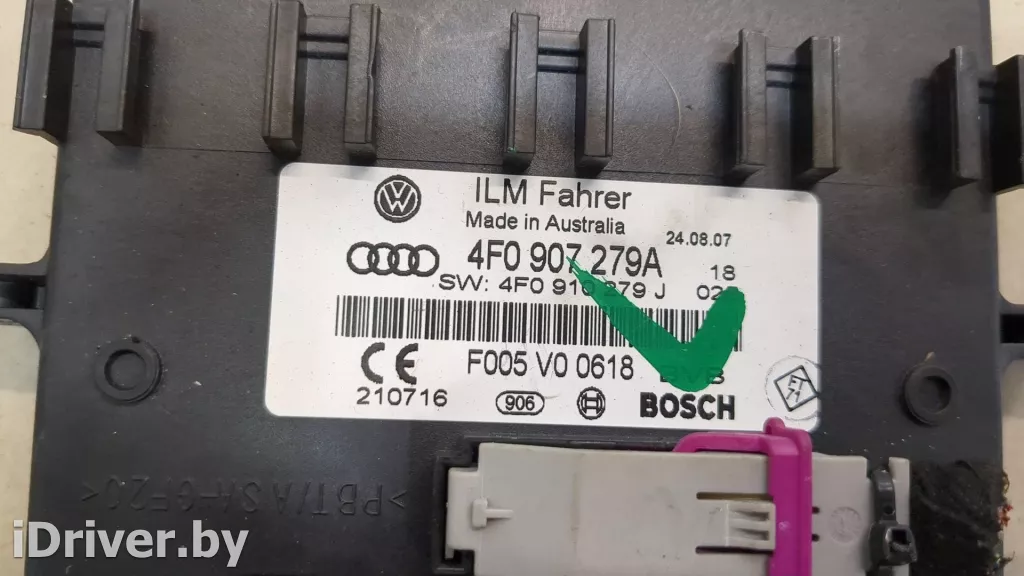 ILM Fahrer
Made in Australia
24.08.07
4F0 907 279A
18
SW: 4F0 910 279 J
F005 V0 0618
CE
210716
906
BOSCH
>PBT/ASA-GF20<
iDriver.by